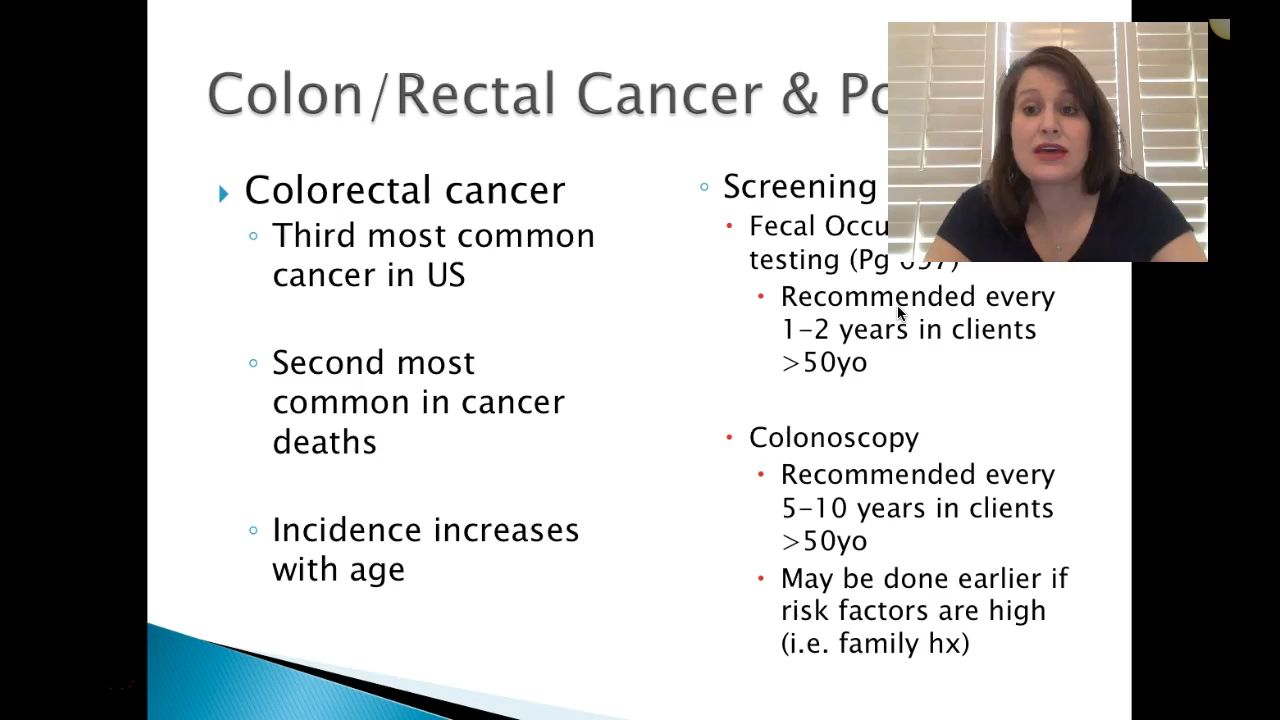 Colon/Rectal Cancer &
Colorectal cancer
Third most common
cancer in US
Second most
common in cancer
deaths
Incidence increases
with age
Screening
Fecal
testing (Pg
Recommended every
1-2 years in clients
>50yo
Colonoscopy
Recommended every
5-10 years in clients
>50yo
May be done earlier if
risk factors are high
(i.e. family hx)